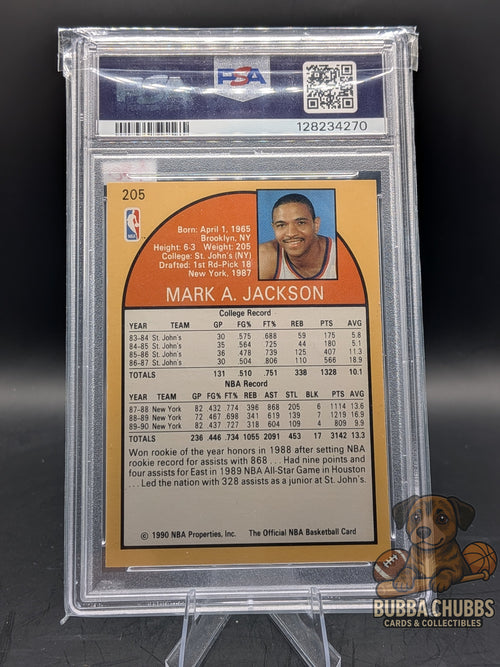 PSA
PSA
128234270
205
NBA
Born: April 1, 1965
Brooklyn, NY
Height: 6-3 Weight: 205
College: St. John's (NY)
Drafted: 1st Rd-Pick 18
New York, 1987
MARK A. JACKSON
College Record
YEAR TEAM GP FG% FT% REB PTS AVG
83-84 St. John's 30 .575 .688 59 175 5.8
84-85 St. John's 35 .564 .725 44 180 5.1
85-86 St. John's 36 .478 .739 125 407 11.3
86-87 St. John's 30 .504 .806 110 566 18.9
TOTALS 131 .510 .751 338 1328 10.1
NBA Record
YEAR TEAM GP FG% FT% REB AST STL BLK PTS AVG
87-88 New York 82 .432 .774 396 868 205 6 1114 13.6
88-89 New York 72 .467 .698 341 619 139 7 1219 16.9
89-90 New York 82 .437 .727 318 604 109 4 809 9.9
TOTALS 236 .446 .734 1055 2091 453 17 3142 13.3
Won rookie of the year honors in 1988 after setting NBA
rookie record for assists with 868 . . . Had nine points and
four assists for East in 1989 NBA All-Star Game in Houston
. . . Led the nation with 328 assists as a junior at St. John's.
© 1990 NBA Properties, Inc. The Official NBA Basketball Card
BUBBA CHUBBS
CARDS & COLLECTIBLES